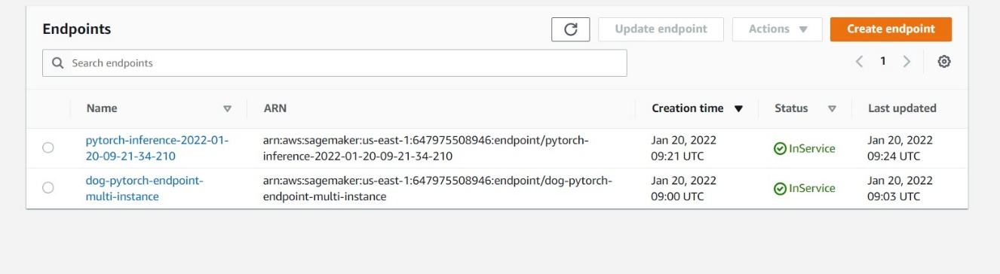 Endpoints
Update endpoint
Actions
Create endpoint
Search endpoints
1
Name
ARN
Creation time
Status
Last updated
pytorch-inference-2022-01-
20-09-21-34-210
arn:aws:sagemaker:us-east-1:647975508946:endpoint/pytorch-
inference-2022-01-20-09-21-34-210
Jan 20, 2022
09:21 UTC
InService
Jan 20, 2022
09:24 UTC
dog-pytorch-endpoint-
multi-instance
arn:aws:sagemaker:us-east-1:647975508946:endpoint/dog-pytorch-
endpoint-multi-instance
Jan 20, 2022
09:00 UTC
InService
Jan 20, 2022
09:03 UTC